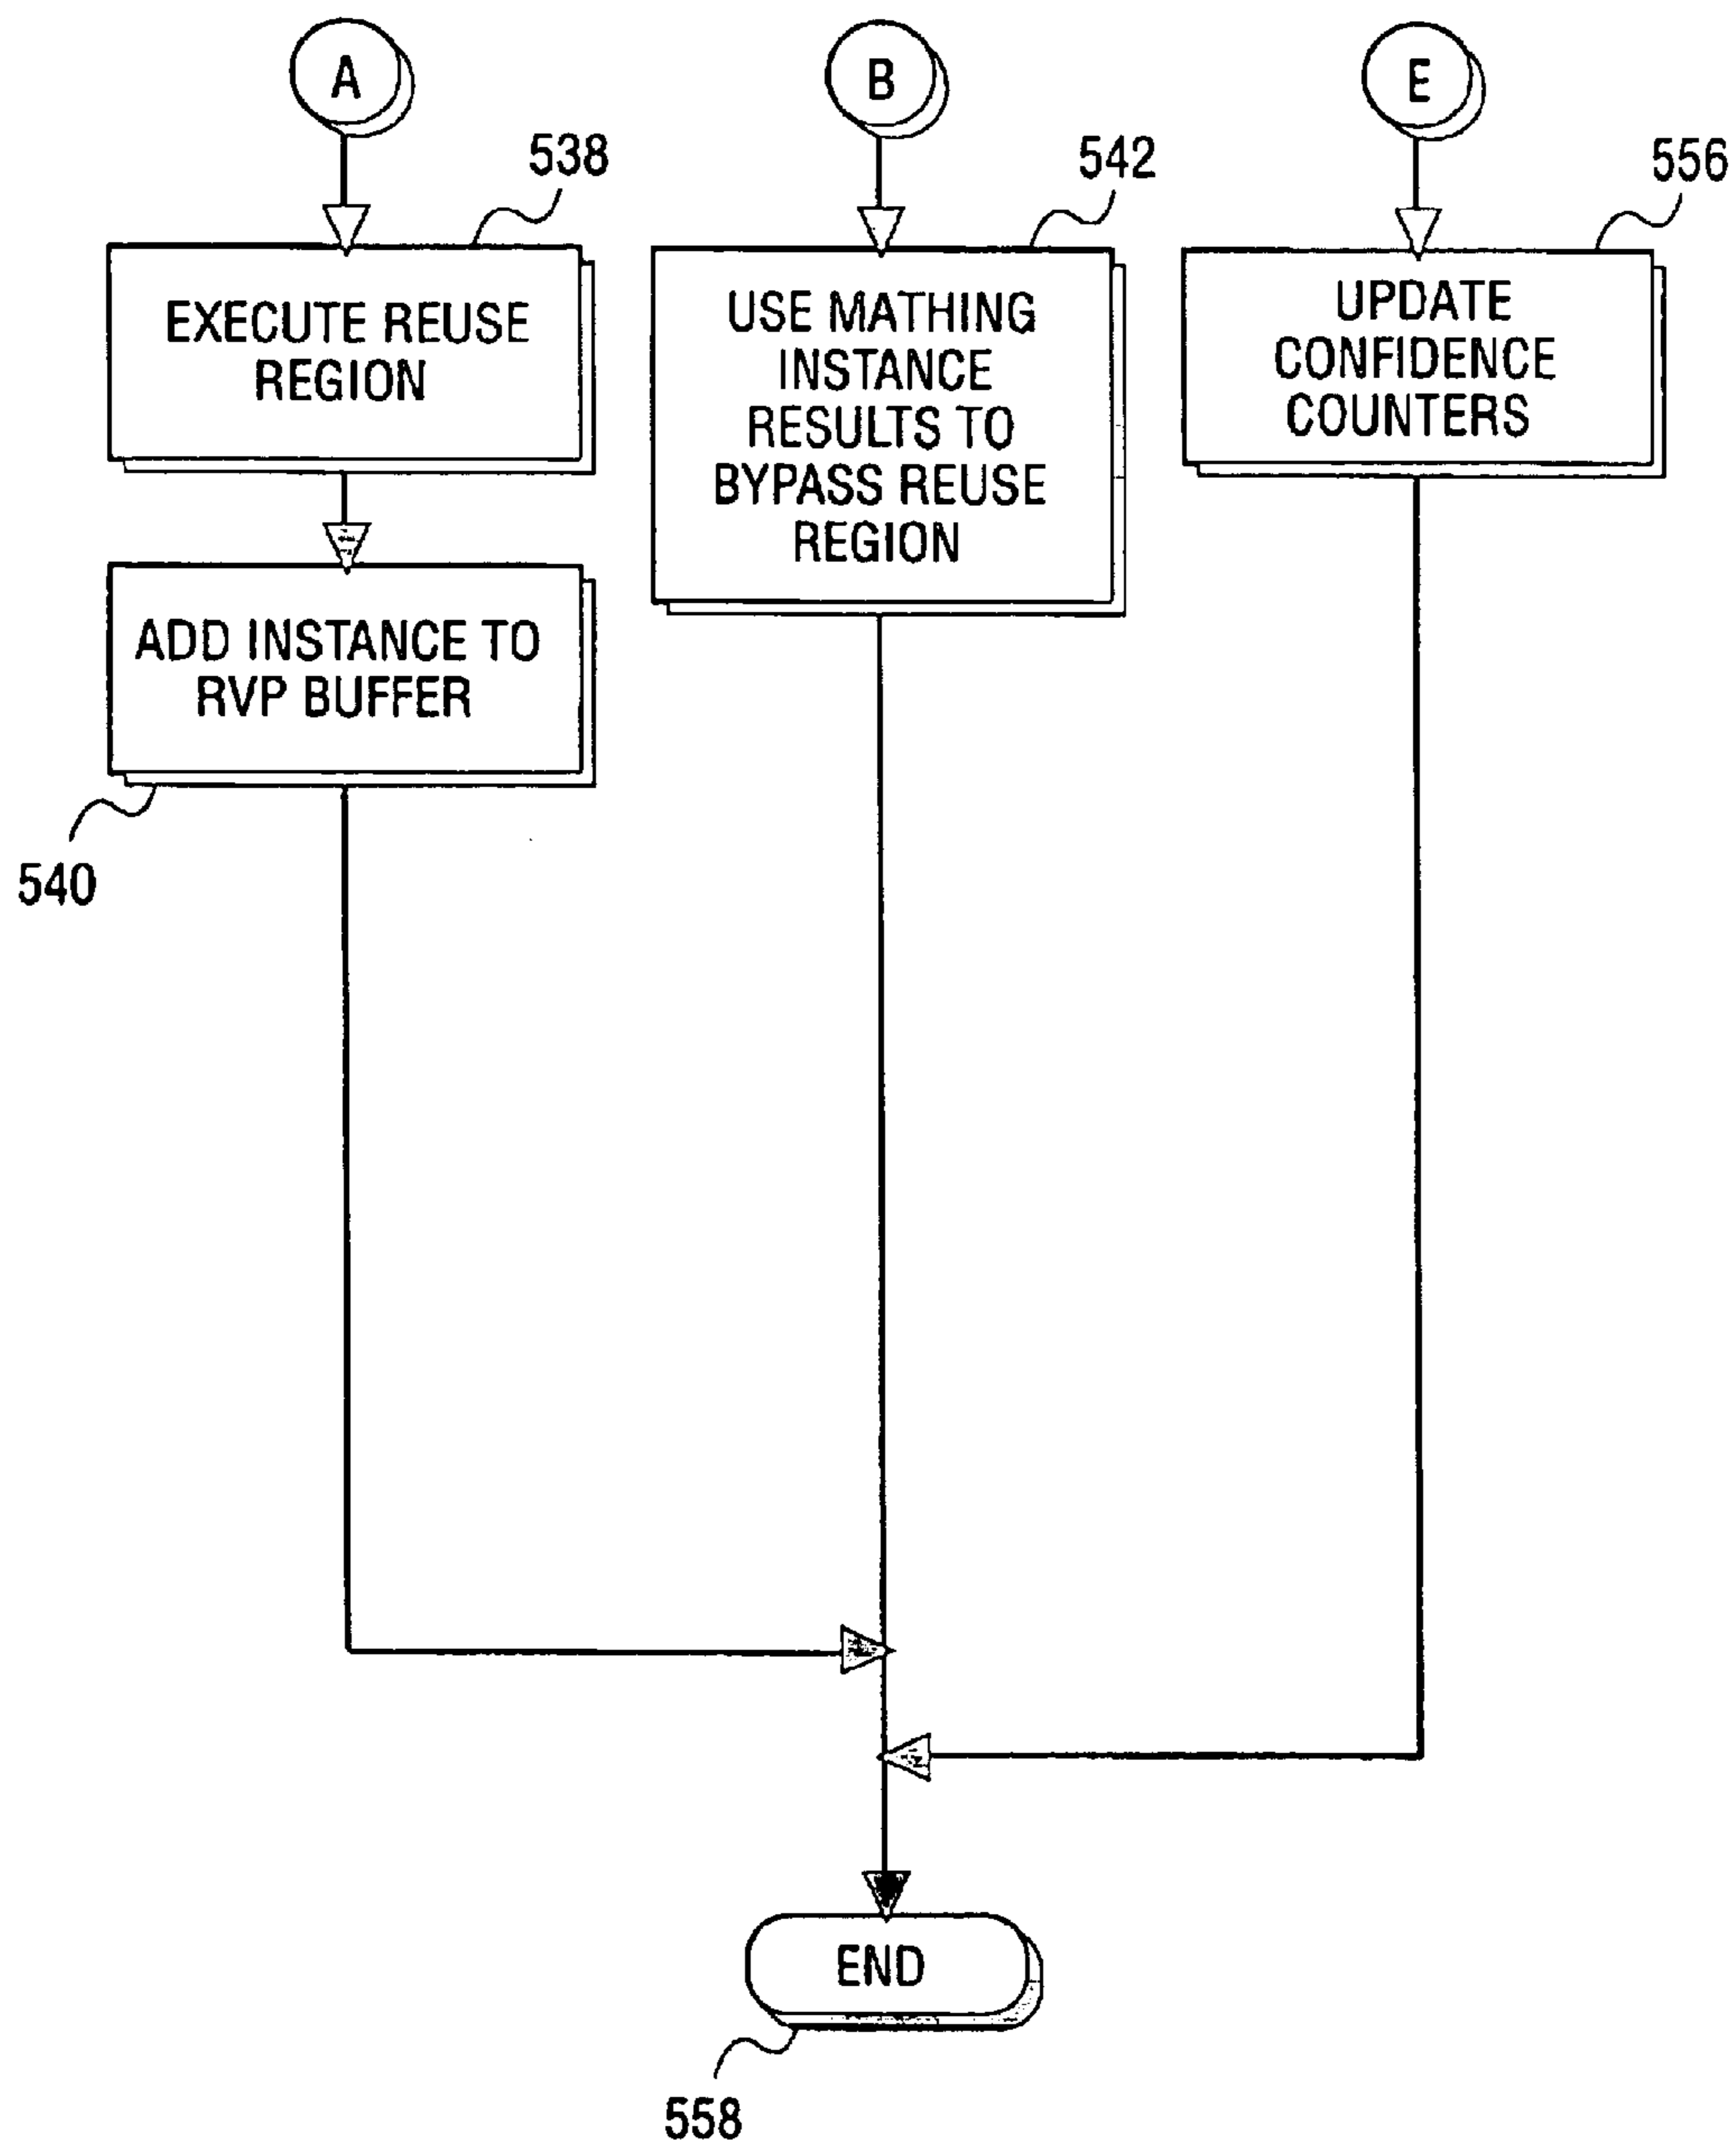 A
B
E
538
542
556
EXECUTE REUSE
REGION
USE MATHING
INSTANCE
RESULTS TO
BYPASS REUSE
REGION
UPDATE
CONFIDENCE
COUNTERS
ADD INSTANCE TO
RVP BUFFER
540
END
558